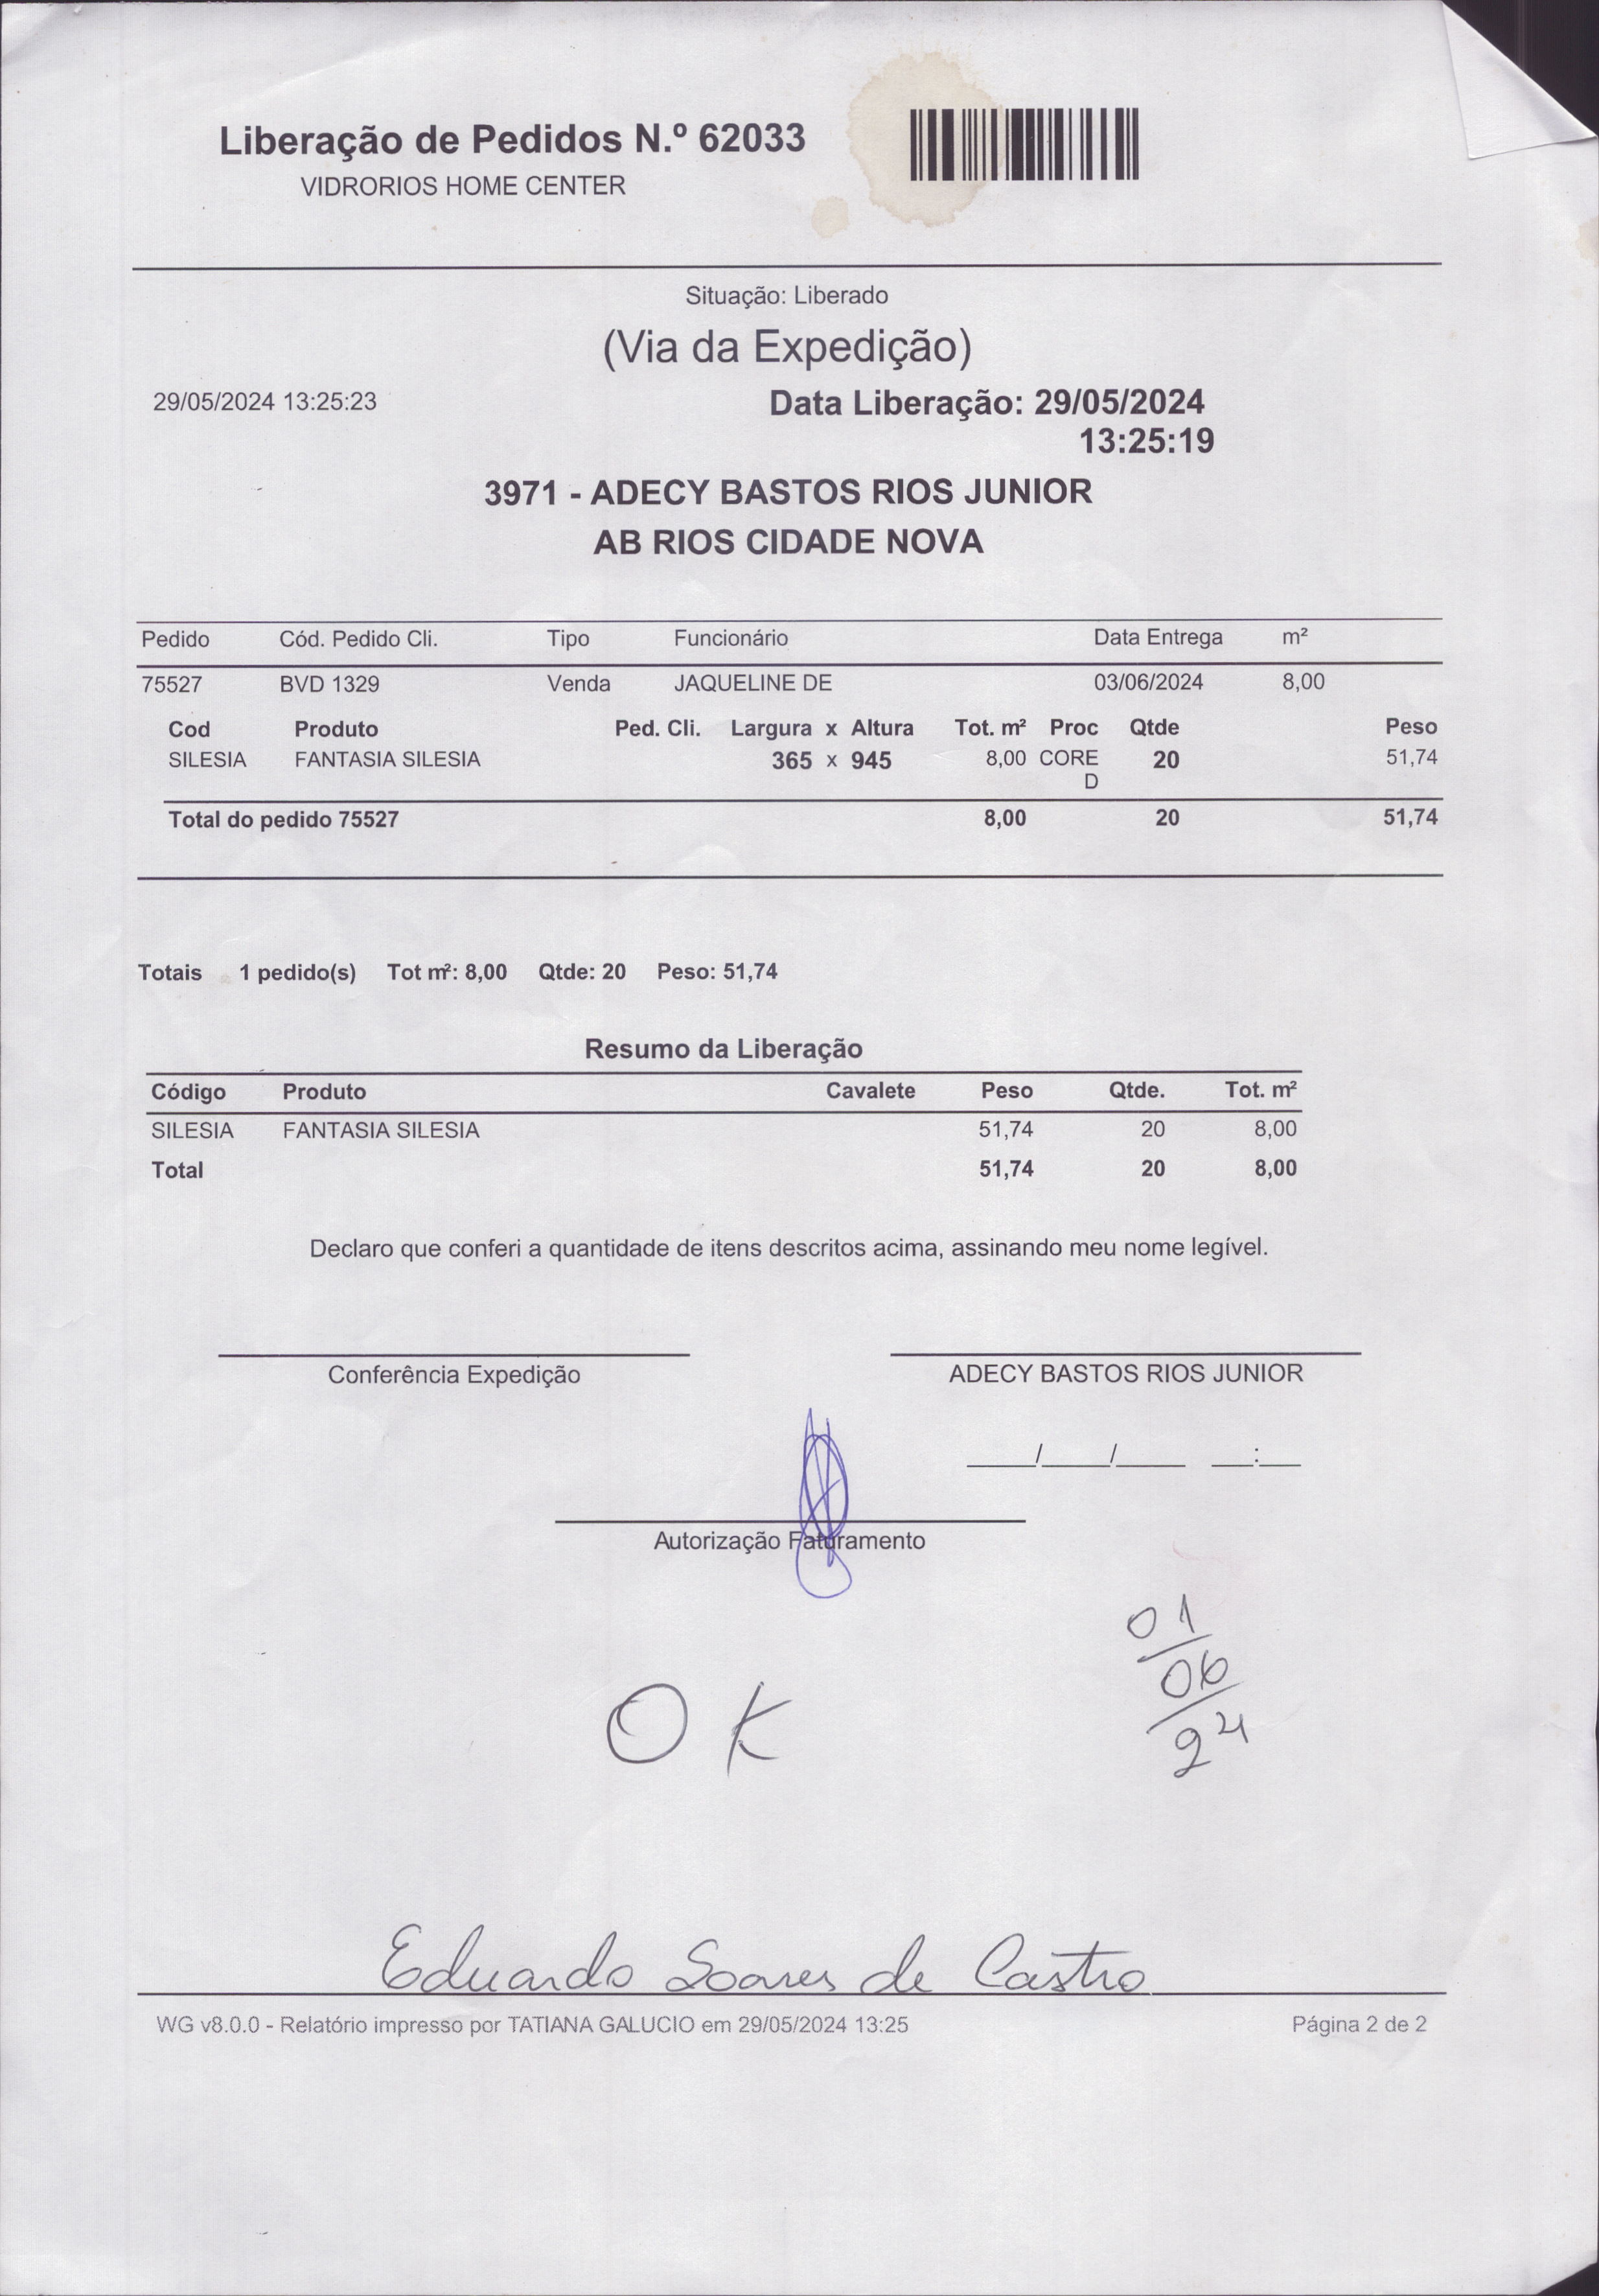 Liberação de Pedidos N.º 62033
VIDRORIOS HOME CENTER
Situação: Liberado
(Via da Expedição)
29/05/2024 13:25:23 Data Liberação: 29/05/2024
13:25:19
3971 - ADECY BASTOS RIOS JUNIOR
AB RIOS CIDADE NOVA
Pedido Cód. Pedido Cli. Tipo Funcionário Data Entrega m²
75527 BVD 1329 Venda JAQUELINE DE 03/06/2024 8,00
Cod Produto Ped. Cli. Largura x Altura Tot. m² Proc Qtde Peso
SILESIA FANTASIA SILESIA 365 x 945 8,00 CORE 20 51,74
D
Total do pedido 75527 8,00 20 51,74
Totais 1 pedido(s) Tot m²: 8,00 Qtde: 20 Peso: 51,74
Resumo da Liberação
Código Produto Cavalete Peso Qtde. Tot. m²
SILESIA FANTASIA SILESIA 51,74 20 8,00
Total 51,74 20 8,00
Declaro que conferi a quantidade de itens descritos acima, assinando meu nome legível.
Conferência Expedição ADECY BASTOS RIOS JUNIOR
____/____/____ __:__
Autorização Faturamento
01
/
06
/
24
OK
Eduardo Soares de Castro
WG v8.0.0 - Relatório impresso por TATIANA GALUCIO em 29/05/2024 13:25 Página 2 de 2